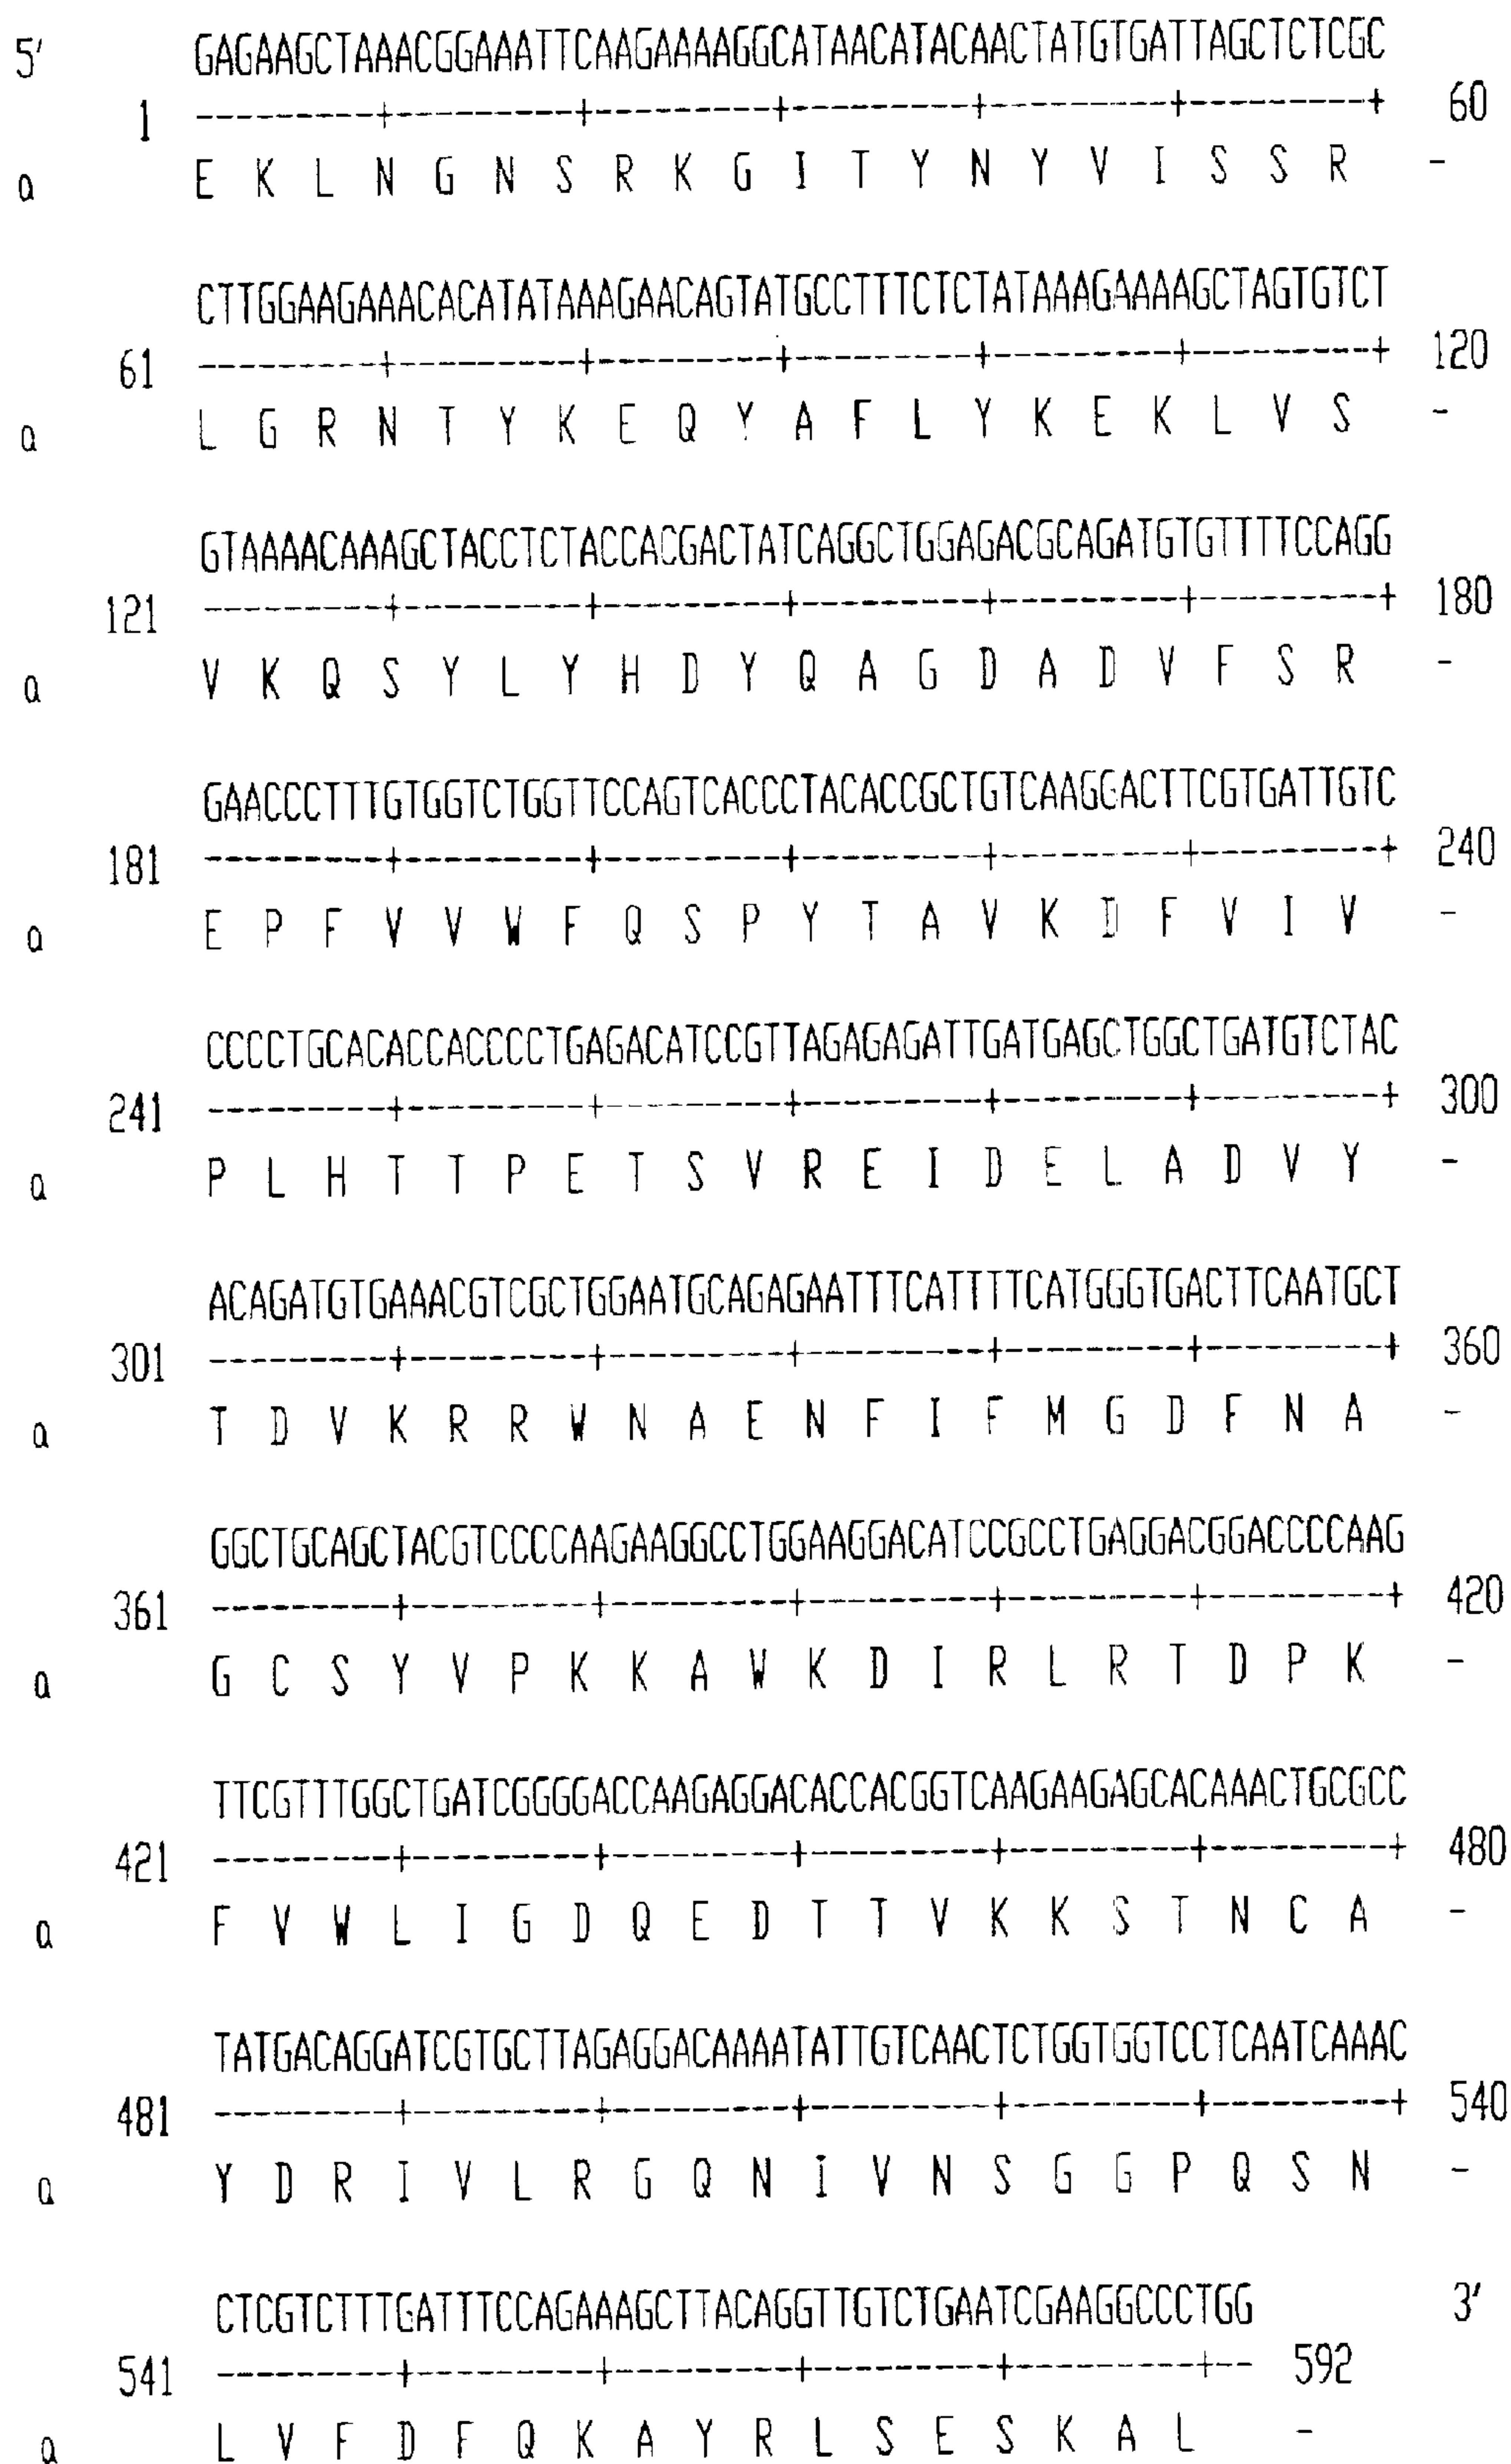 5' GAGAAGCTAAACGGAAATTCAAGAAAAGGCATAACATACAACTATGTGATTAGCTCTCGC
1 ---------+---------+---------+---------+---------+---------+ 60
a E K L N G N S R K G I T Y N Y V I S S R -
CTTGGAAGAAACACATATAAAGAACAGTATGCCTTTCTCTATAAAGAAAAGCTAGTGTCT
61 ---------+---------+---------+---------+---------+---------+ 120
a L G R N T Y K E Q Y A F L Y K E K L V S -
GTAAAACAAAGCTACCTCTACCACGACTATCAGGCTGGAGACGCAGATGTGTTTTCCAGG
121 ---------+---------+---------+---------+---------+---------+ 180
a V K Q S Y L Y H D Y Q A G D A D V F S R -
GAACCCTTTGTGGTCTGGTTCCAGTCACCCTACACCGCTGTCAAGGACTTCGTGATTGTC
181 ---------+---------+---------+---------+---------+---------+ 240
a E P F V V W F Q S P Y T A V K D F V I V -
CCCCTGCACACCACCCCTGAGACATCCGTTAGAGAGATTGATGAGCTGGCTGATGTCTAC
241 ---------+---------+---------+---------+---------+---------+ 300
a P L H T T P E T S V R E I D E L A D V Y -
ACAGATGTGAAACGTCGCTGGAATGCAGAGAATTTCATTTTCATGGGTGACTTCAATGCT
301 ---------+---------+---------+---------+---------+---------+ 360
a T D V K R R W N A E N F I F M G D F N A -
GGCTGCAGCTACGTCCCCAAGAAGGCCTGGAAGGACATCCGCCTGAGGACGGACCCCAAG
361 ---------+---------+---------+---------+---------+---------+ 420
a G C S Y V P K K A W K D I R L R T D P K -
TTCGTTTGGCTGATCGGGGACCAAGAGGACACCACGGTCAAGAAGAGCACAAACTGCGCC
421 ---------+---------+---------+---------+---------+---------+ 480
a F V W L I G D Q E D T T V K K S T N C A -
TATGACAGGATCGTGCTTAGAGGACAAAATATTGTCAACTCTGGTGGTCCTCAATCAAAC
481 ---------+---------+---------+---------+---------+---------+ 540
a Y D R I V L R G Q N I V N S G G P Q S N -
CTCGTCTTTGATTTCCAGAAAGCTTACAGGTTGTCTGAATCGAAGGCCCTGG 3'
541 ---------+---------+---------+---------+---------+-- 592
a L V F D F Q K A Y R L S E S K A L -